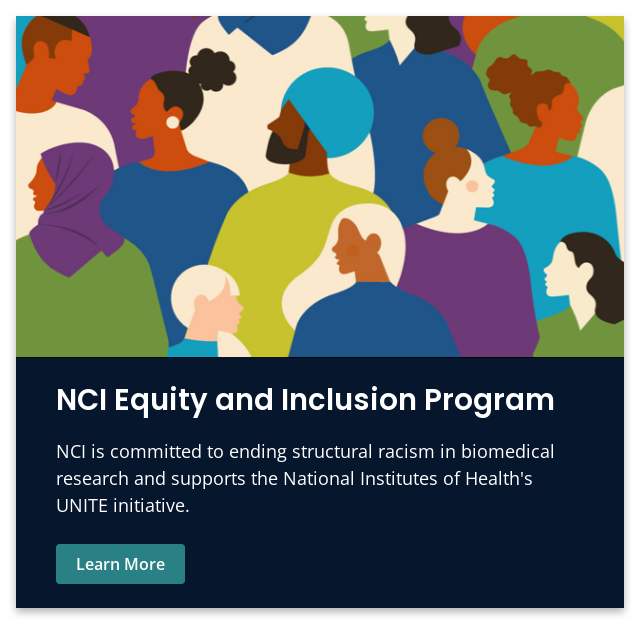 NCI Equity and Inclusion Program
NCI is committed to ending structural racism in biomedical
research and supports the National Institutes of Health's
UNITE initiative.
Learn More